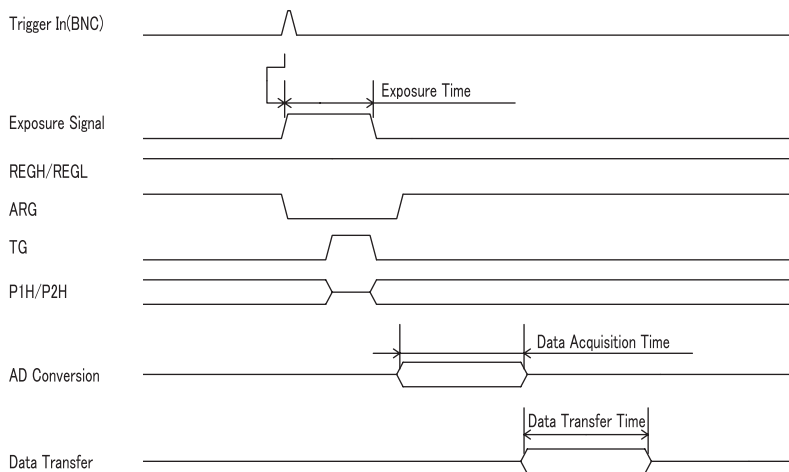 Trigger In(BNC)
Exposure Time
Exposure Signal
REGH/REGL
ARG
TG
P1H/P2H
Data Acquisition Time
AD Conversion
Data Transfer Time
Data Transfer